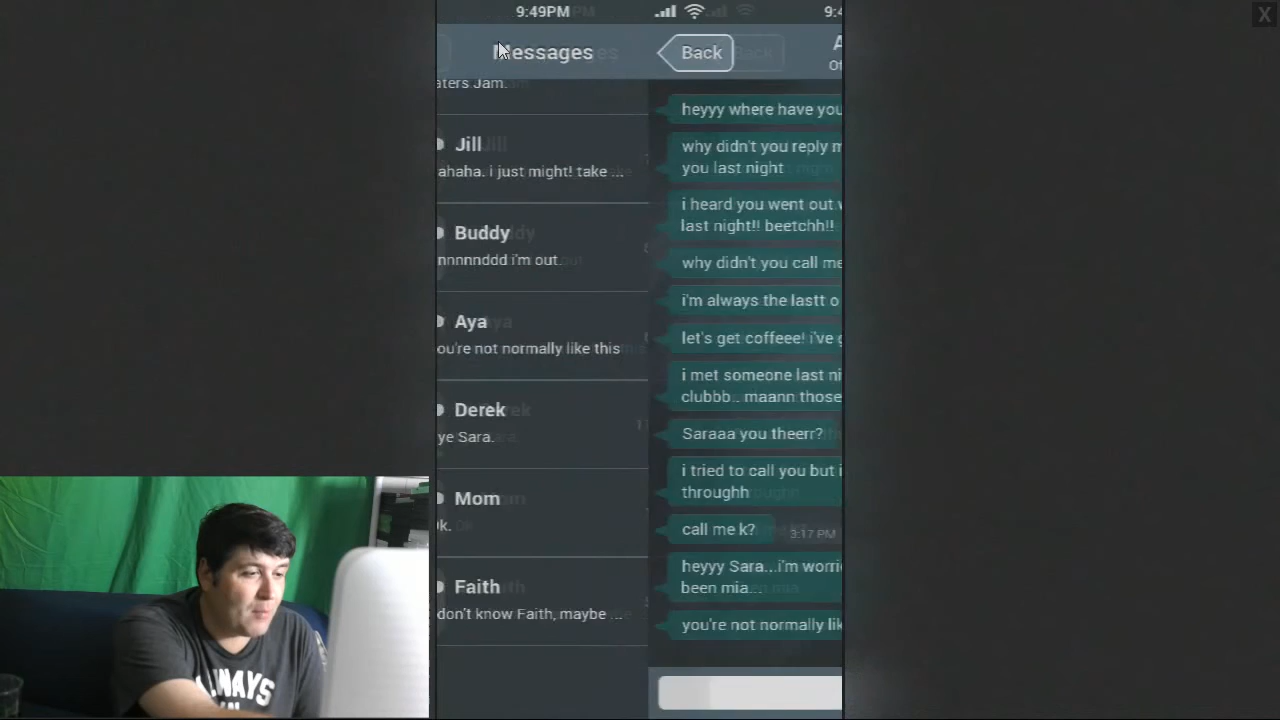 9:49PM
X
Messages
aters Jam.
Jill
ahaha. i just might! take ...
Buddy
nnnnnddd i'm out.
Aya
ou're not normally like this
Derek
ye Sara.
Mom
k.
Faith
don't know Faith, maybe ...
9:4
Back
A
heyyy where have you
why didn't you reply m
you last night
i heard you went out
last night!! beetchh!!
why didn't you call me
i'm always the lastt o
let's get coffeee! i've g
i met someone last ni
clubbb.. maann those
Saraaa you theerr?
i tried to call you but i
throughh
call me k?
3:17 PM
heyyy Sara...i'm worri
been mia...
you're not normally lik